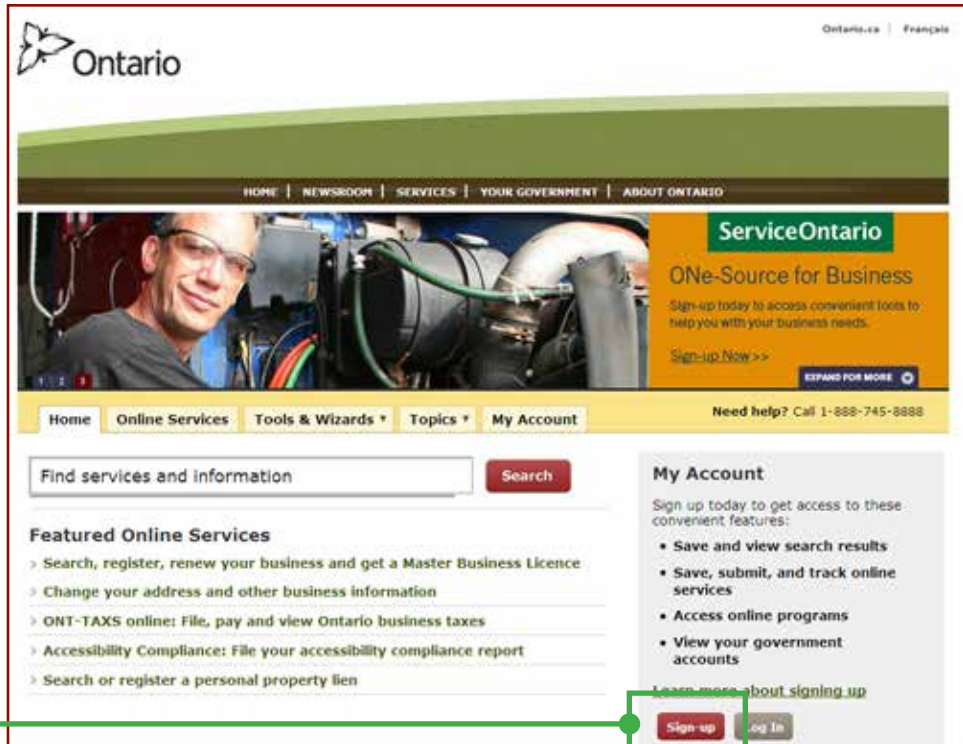 Ontario
Ontario.ca | Français
HOME | NEWSROOM | SERVICES | YOUR GOVERNMENT | ABOUT ONTARIO
ServiceOntario
ONe-Source for Business
Sign-up today to access convenient tools to
help you with your business needs.
Sign-up Now >>
EXPAND FOR MORE
1 2 3
Home Online Services Tools & Wizards Topics My Account
Need help? Call 1-888-745-8888
Find services and information
Search
Featured Online Services
> Search, register, renew your business and get a Master Business Licence
> Change your address and other business information
> ONT-TAXS online: File, pay and view Ontario business taxes
> Accessibility Compliance: File your accessibility compliance report
> Search or register a personal property lien
My Account
Sign up today to get access to these
convenient features:
• Save and view search results
• Save, submit, and track online
services
• Access online programs
• View your government
accounts
Learn more about signing up
Sign-up Log In